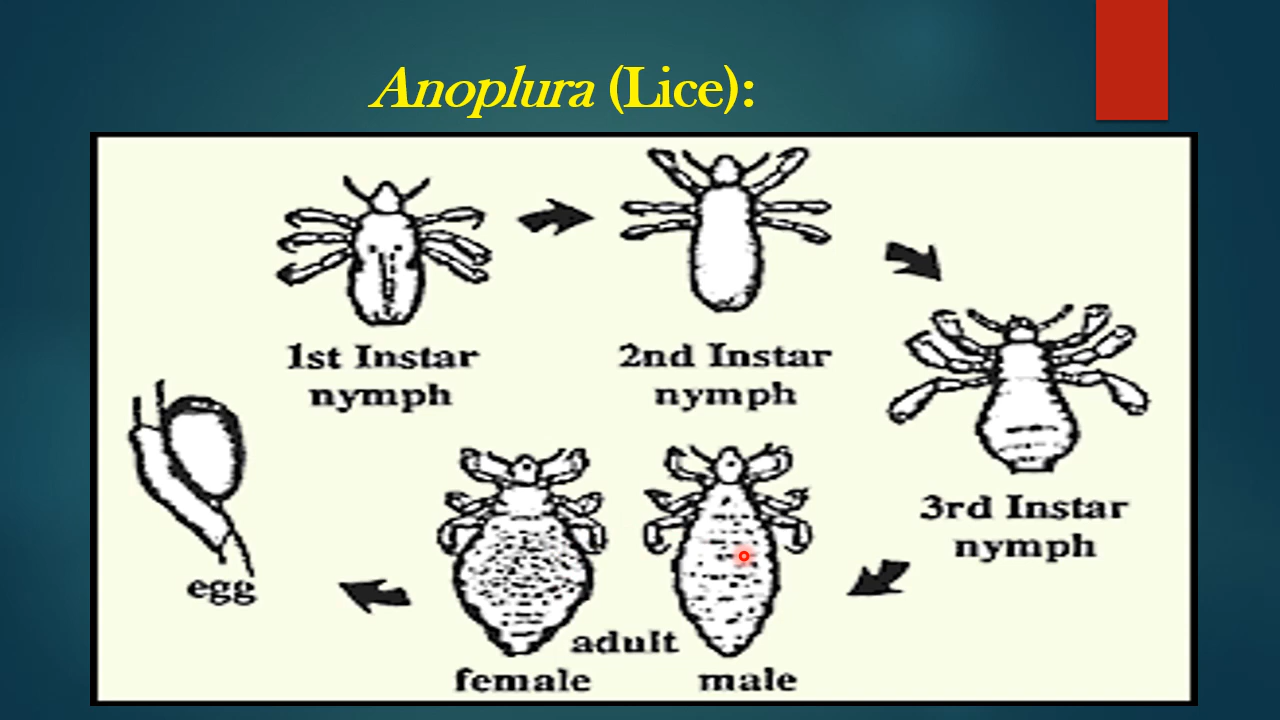 Anoplura (Lice):
1st Instar
nymph
2nd Instar
nymph
3rd Instar
nymph
egg
adult
female
male